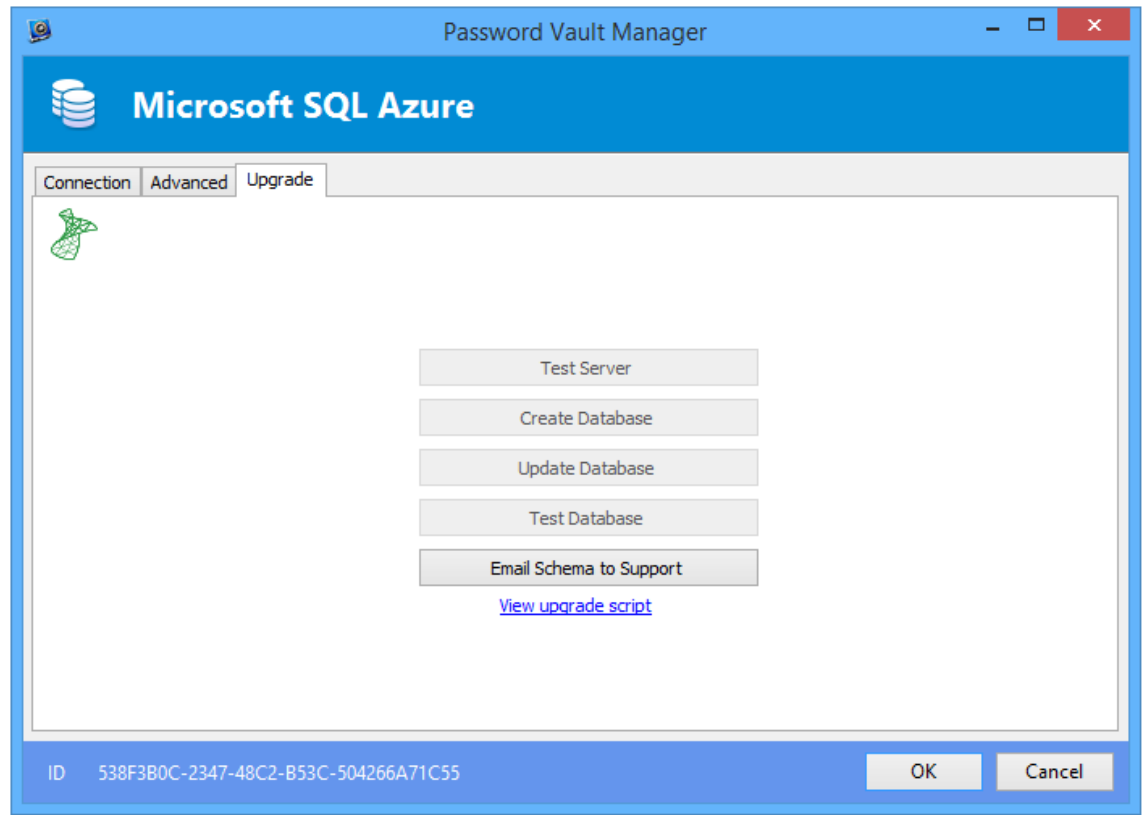 Password Vault Manager
Microsoft SQL Azure
Connection Advanced Upgrade
Test Server
Create Database
Update Database
Test Database
Email Schema to Support
View upgrade script
ID 538F3B0C-2347-48C2-B53C-504266A71C55 OK Cancel